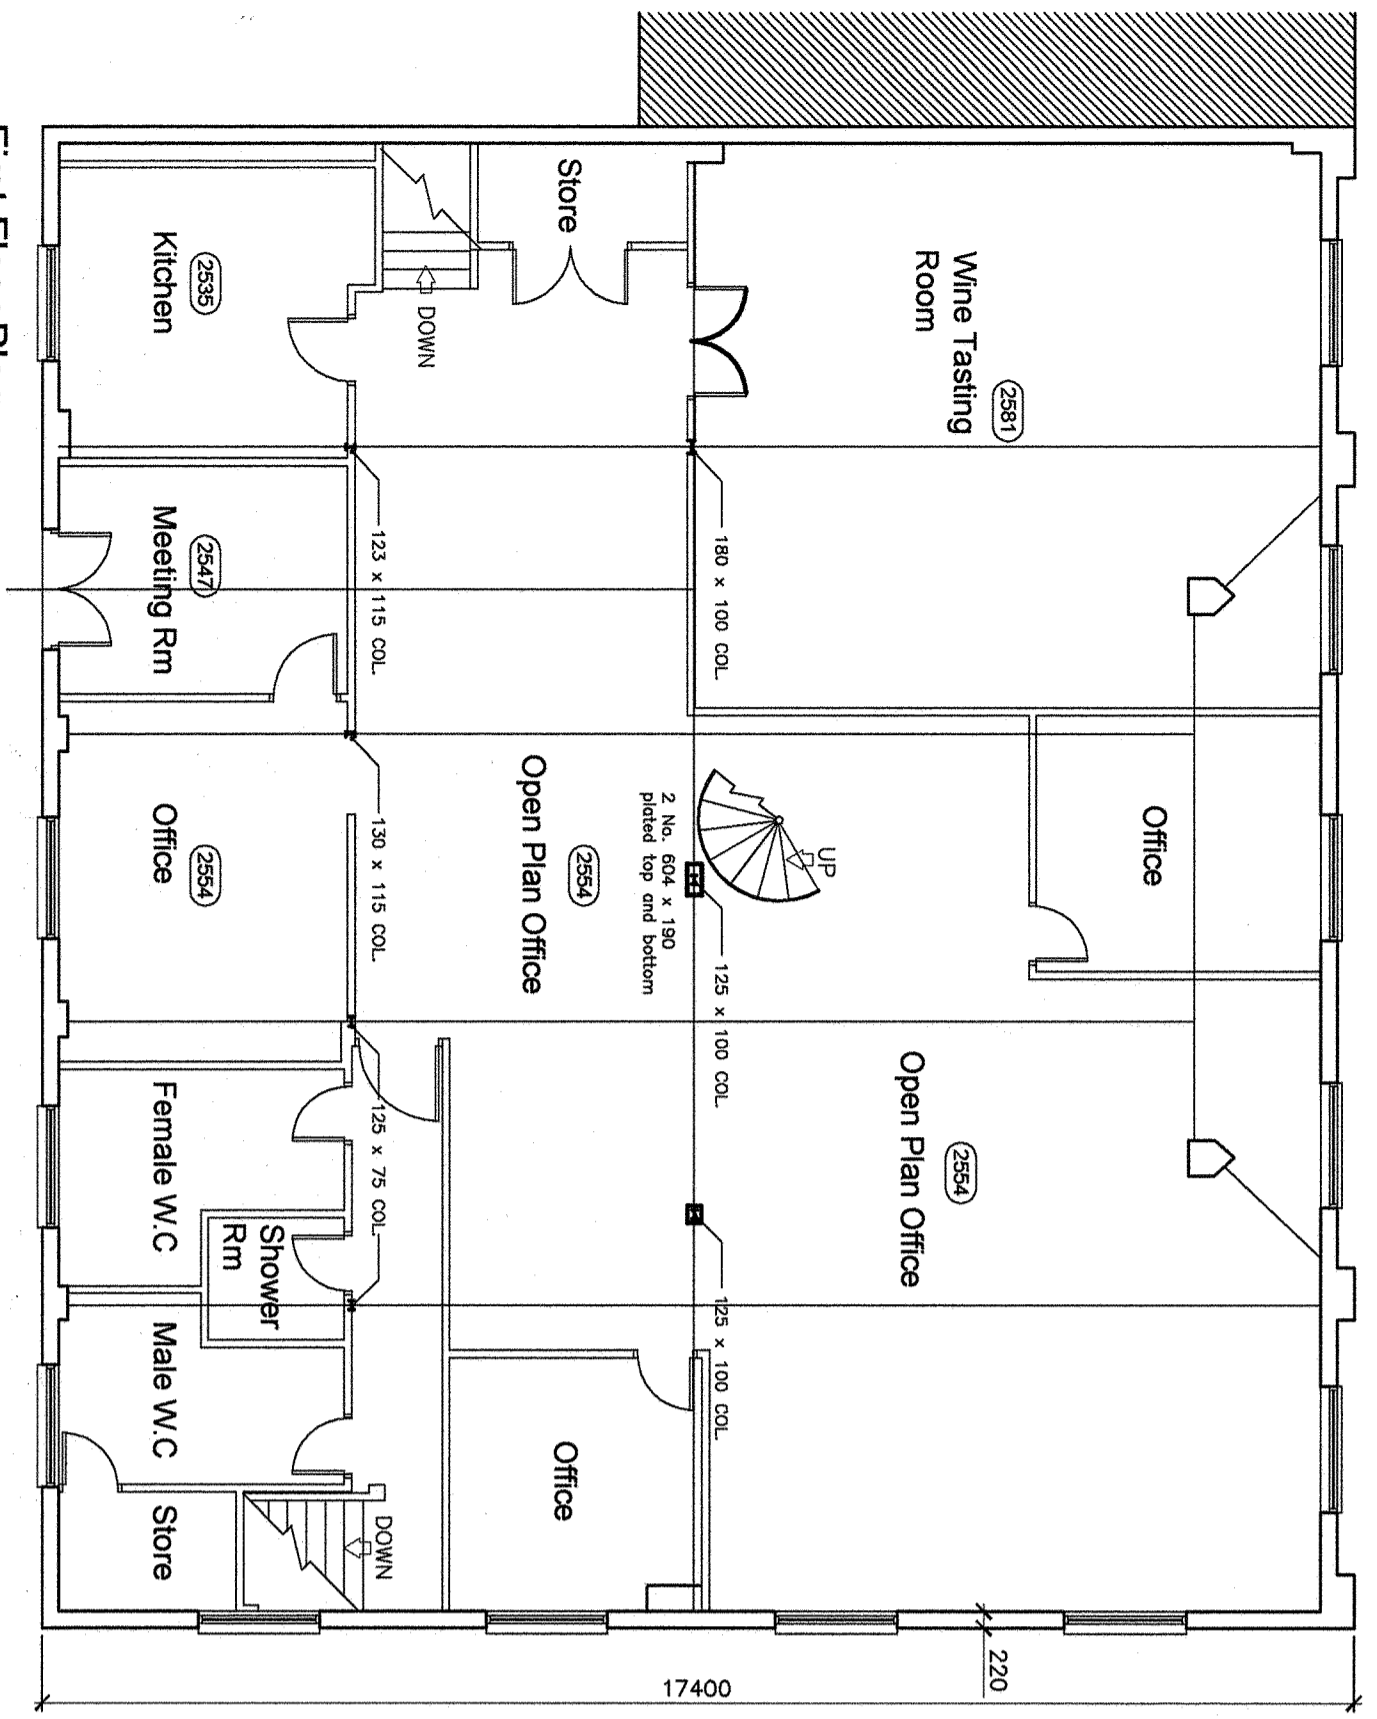 First Floor Plan
Store
Wine Tasting
Room
2581
Kitchen
2535
DOWN
Meeting Rm
2547
123 x 115 COL.
180 x 100 COL.
Office
2554
130 x 115 COL.
Open Plan Office
2554
2 No. 604 x 190
plated top and bottom
UP
125 x 100 COL.
Office
Open Plan Office
2554
Female W.C
125 x 75 COL.
Shower
Rm
125 x 100 COL.
Male W.C
Office
Store
DOWN
220
17400